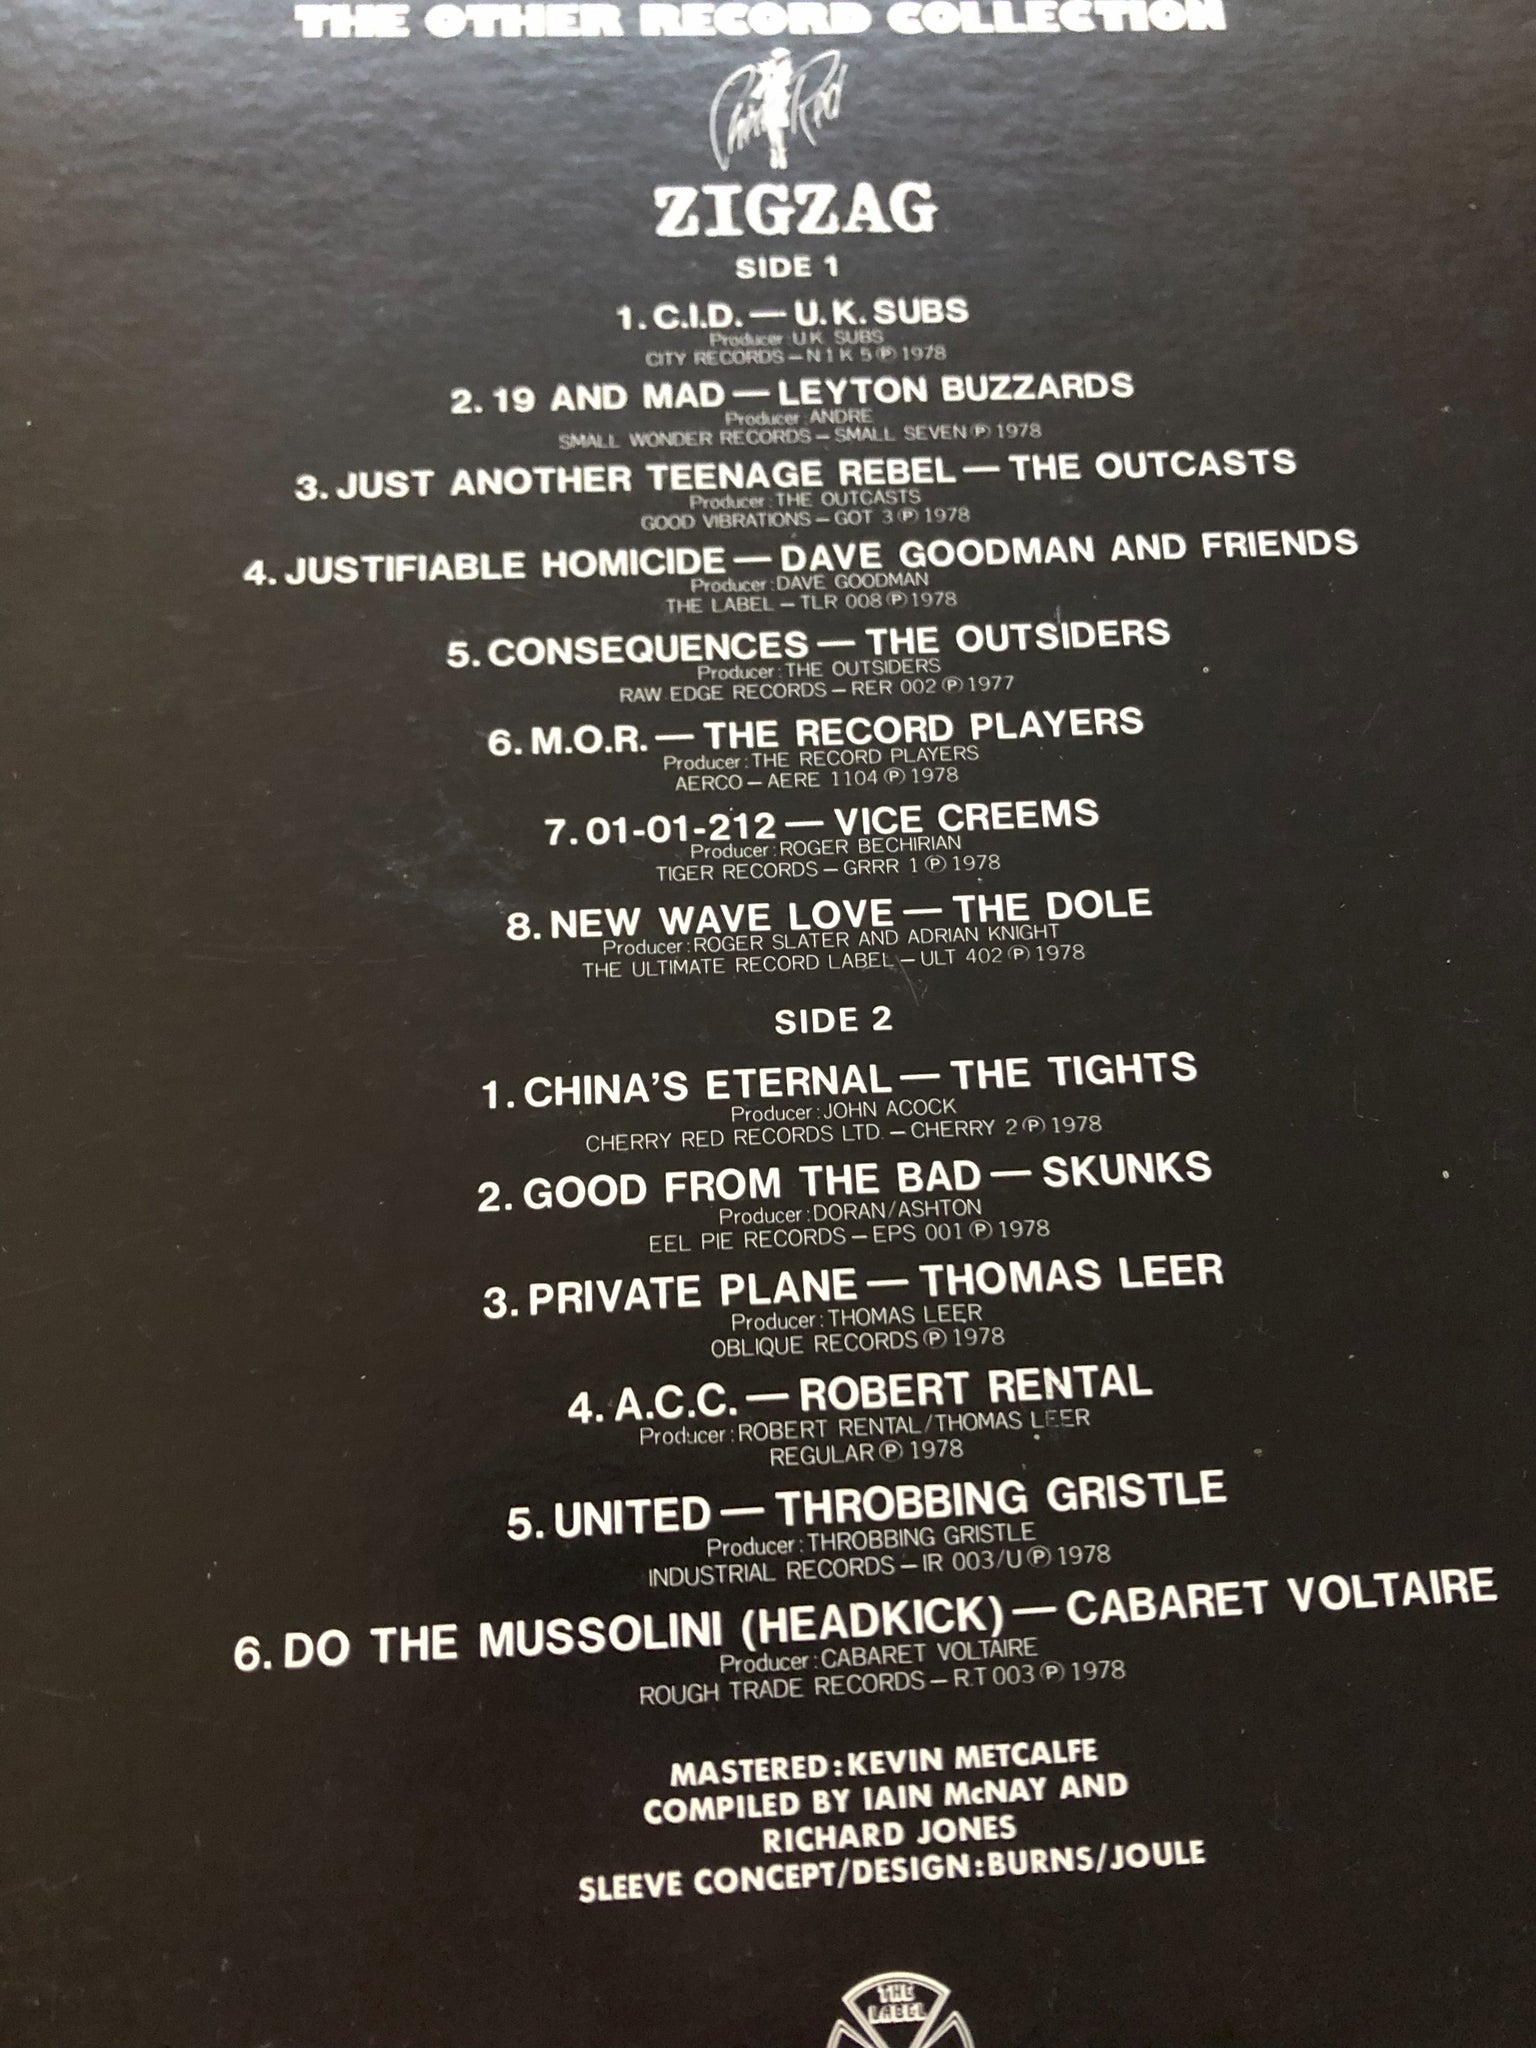 THE OTHER RECORD COLLECTION
Cherry Red
ZIGZAG
SIDE 1
1. C.I.D. — U.K. SUBS
Producer: U.K. SUBS
CITY RECORDS — N 1 K 5 ℗ 1978
2. 19 AND MAD — LEYTON BUZZARDS
Producer: ANDRE
SMALL WONDER RECORDS — SMALL SEVEN ℗ 1978
3. JUST ANOTHER TEENAGE REBEL — THE OUTCASTS
Producer: THE OUTCASTS
GOOD VIBRATIONS — GOT 3 ℗ 1978
4. JUSTIFIABLE HOMICIDE — DAVE GOODMAN AND FRIENDS
Producer: DAVE GOODMAN
THE LABEL — TLR 008 ℗ 1978
5. CONSEQUENCES — THE OUTSIDERS
Producer: THE OUTSIDERS
RAW EDGE RECORDS — RER 002 ℗ 1977
6. M.O.R. — THE RECORD PLAYERS
Producer: THE RECORD PLAYERS
AERCO — AERE 1104 ℗ 1978
7. 01-01-212 — VICE CREEMS
Producer: ROGER BECHIRIAN
TIGER RECORDS — GRRR 1 ℗ 1978
8. NEW WAVE LOVE — THE DOLE
Producer: ROGER SLATER AND ADRIAN KNIGHT
THE ULTIMATE RECORD LABEL — ULT 402 ℗ 1978
SIDE 2
1. CHINA'S ETERNAL — THE TIGHTS
Producer: JOHN ACOCK
CHERRY RED RECORDS LTD. — CHERRY 2 ℗ 1978
2. GOOD FROM THE BAD — SKUNKS
Producer: DORAN/ASHTON
EEL PIE RECORDS — EPS 001 ℗ 1978
3. PRIVATE PLANE — THOMAS LEER
Producer: THOMAS LEER
OBLIQUE RECORDS ℗ 1978
4. A.C.C. — ROBERT RENTAL
Producer: ROBERT RENTAL/THOMAS LEER
REGULAR ℗ 1978
5. UNITED — THROBBING GRISTLE
Producer: THROBBING GRISTLE
INDUSTRIAL RECORDS — IR 003/U ℗ 1978
6. DO THE MUSSOLINI (HEADKICK) — CABARET VOLTAIRE
Producer: CABARET VOLTAIRE
ROUGH TRADE RECORDS — R.T 003 ℗ 1978
MASTERED: KEVIN METCALFE
COMPILED BY IAIN McNAY AND
RICHARD JONES
SLEEVE CONCEPT/DESIGN: BURNS/JOULE
THE
LABEL